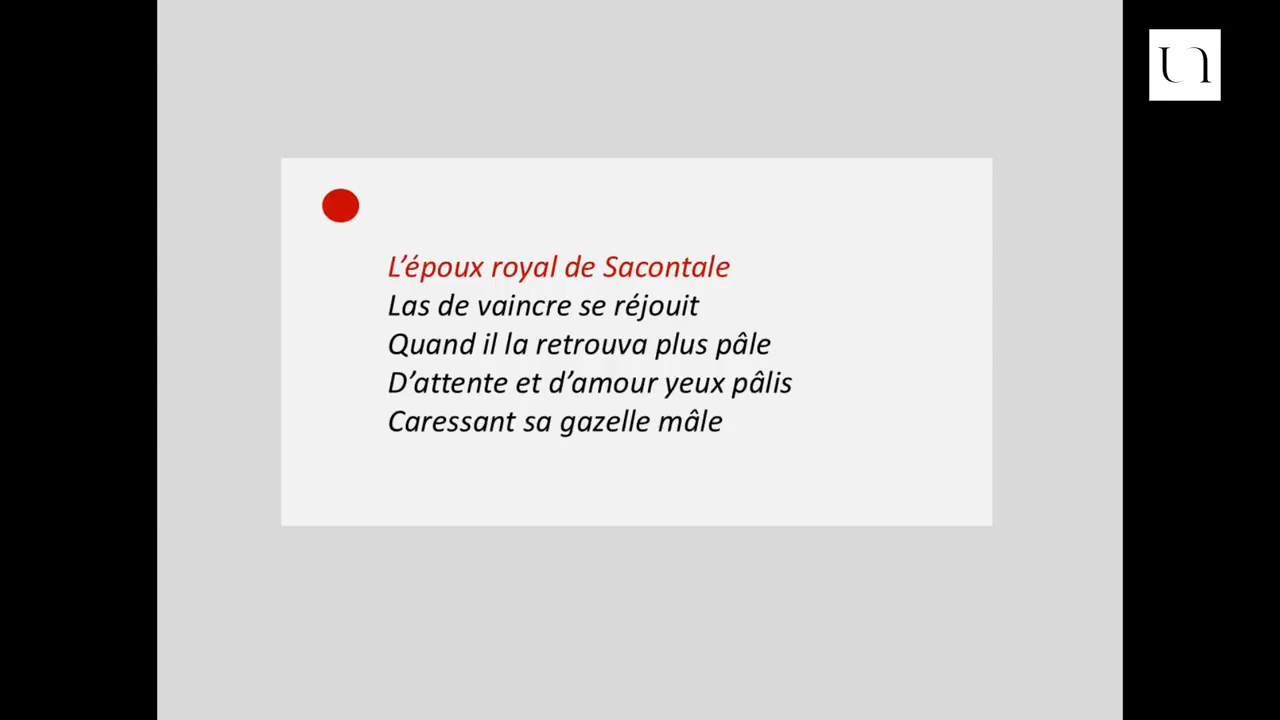 L’époux royal de Sacontale
Las de vaincre se réjouit
Quand il la retrouva plus pâle
D’attente et d’amour yeux pâlis
Caressant sa gazelle mâle